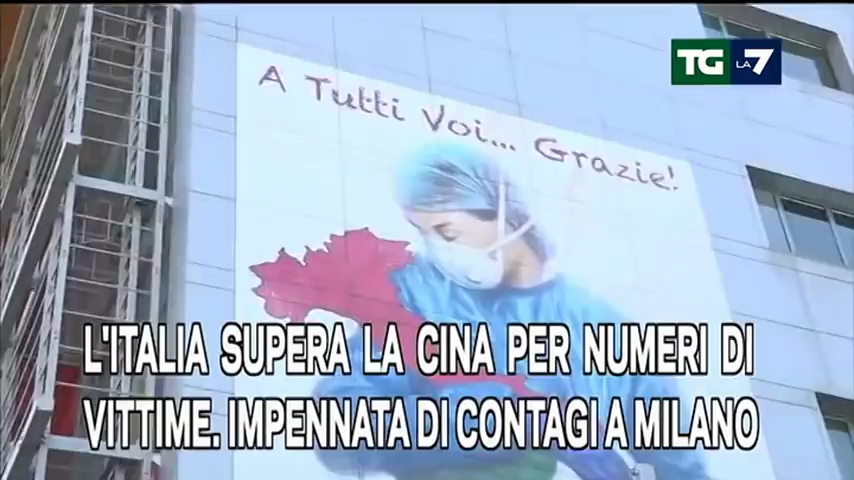 TG LA 7
A Tutti Voi... Grazie!
L'ITALIA SUPERA LA CINA PER NUMERI DI
VITTIME. IMPENNATA DI CONTAGI A MILANO